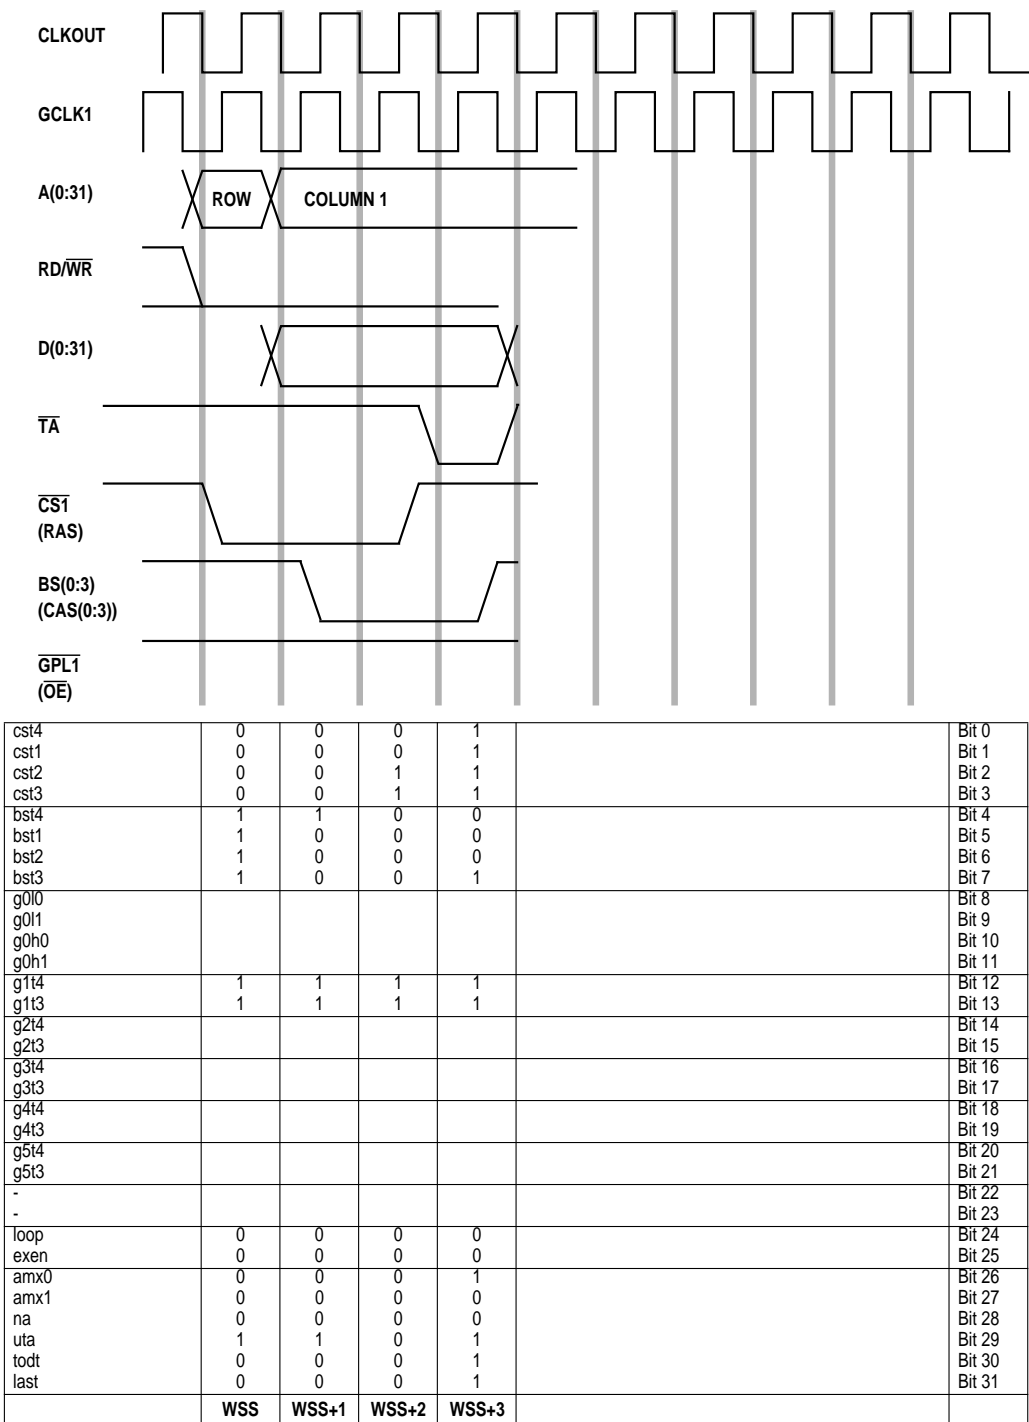 CLKOUT
GCLK1
A(0:31)
ROW
COLUMN 1
RD/WR
D(0:31)
TA
CS1
(RAS)
BS(0:3)
(CAS(0:3))
GPL1
(OE)
cst4 0 0 0 1 Bit 0
cst1 0 0 0 1 Bit 1
cst2 0 0 1 1 Bit 2
cst3 0 0 1 1 Bit 3
bst4 1 1 0 0 Bit 4
bst1 1 0 0 0 Bit 5
bst2 1 0 0 0 Bit 6
bst3 1 0 0 1 Bit 7
g0l0 Bit 8
g0l1 Bit 9
g0h0 Bit 10
g0h1 Bit 11
g1t4 1 1 1 1 Bit 12
g1t3 1 1 1 1 Bit 13
g2t4 Bit 14
g2t3 Bit 15
g3t4 Bit 16
g3t3 Bit 17
g4t4 Bit 18
g4t3 Bit 19
g5t4 Bit 20
g5t3 Bit 21
- Bit 22
- Bit 23
loop 0 0 0 0 Bit 24
exen 0 0 0 0 Bit 25
amx0 0 0 0 1 Bit 26
amx1 0 0 0 0 Bit 27
na 0 0 0 0 Bit 28
uta 1 1 0 1 Bit 29
todt 0 0 0 1 Bit 30
last 0 0 0 1 Bit 31
WSS WSS+1 WSS+2 WSS+3